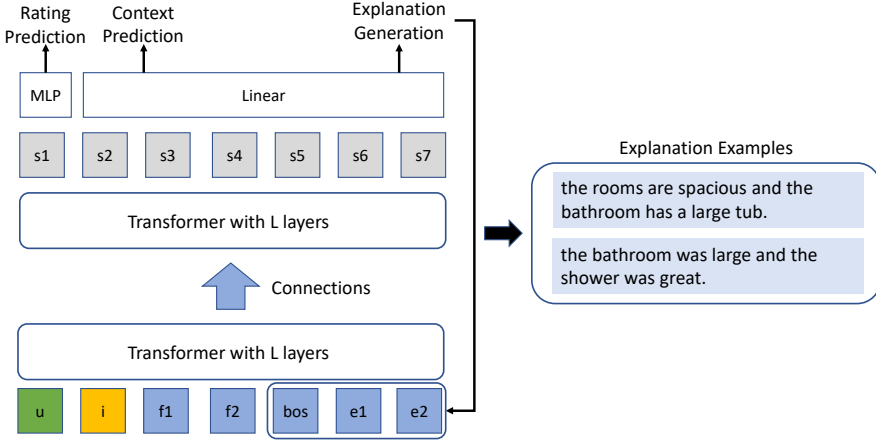 Rating
Prediction
Context
Prediction
Explanation
Generation
MLP
Linear
s1
s2
s3
s4
s5
s6
s7
Transformer with L layers
Connections
Transformer with L layers
u
i
f1
f2
bos
e1
e2
Explanation Examples
the rooms are spacious and the
bathroom has a large tub.
the bathroom was large and the
shower was great.